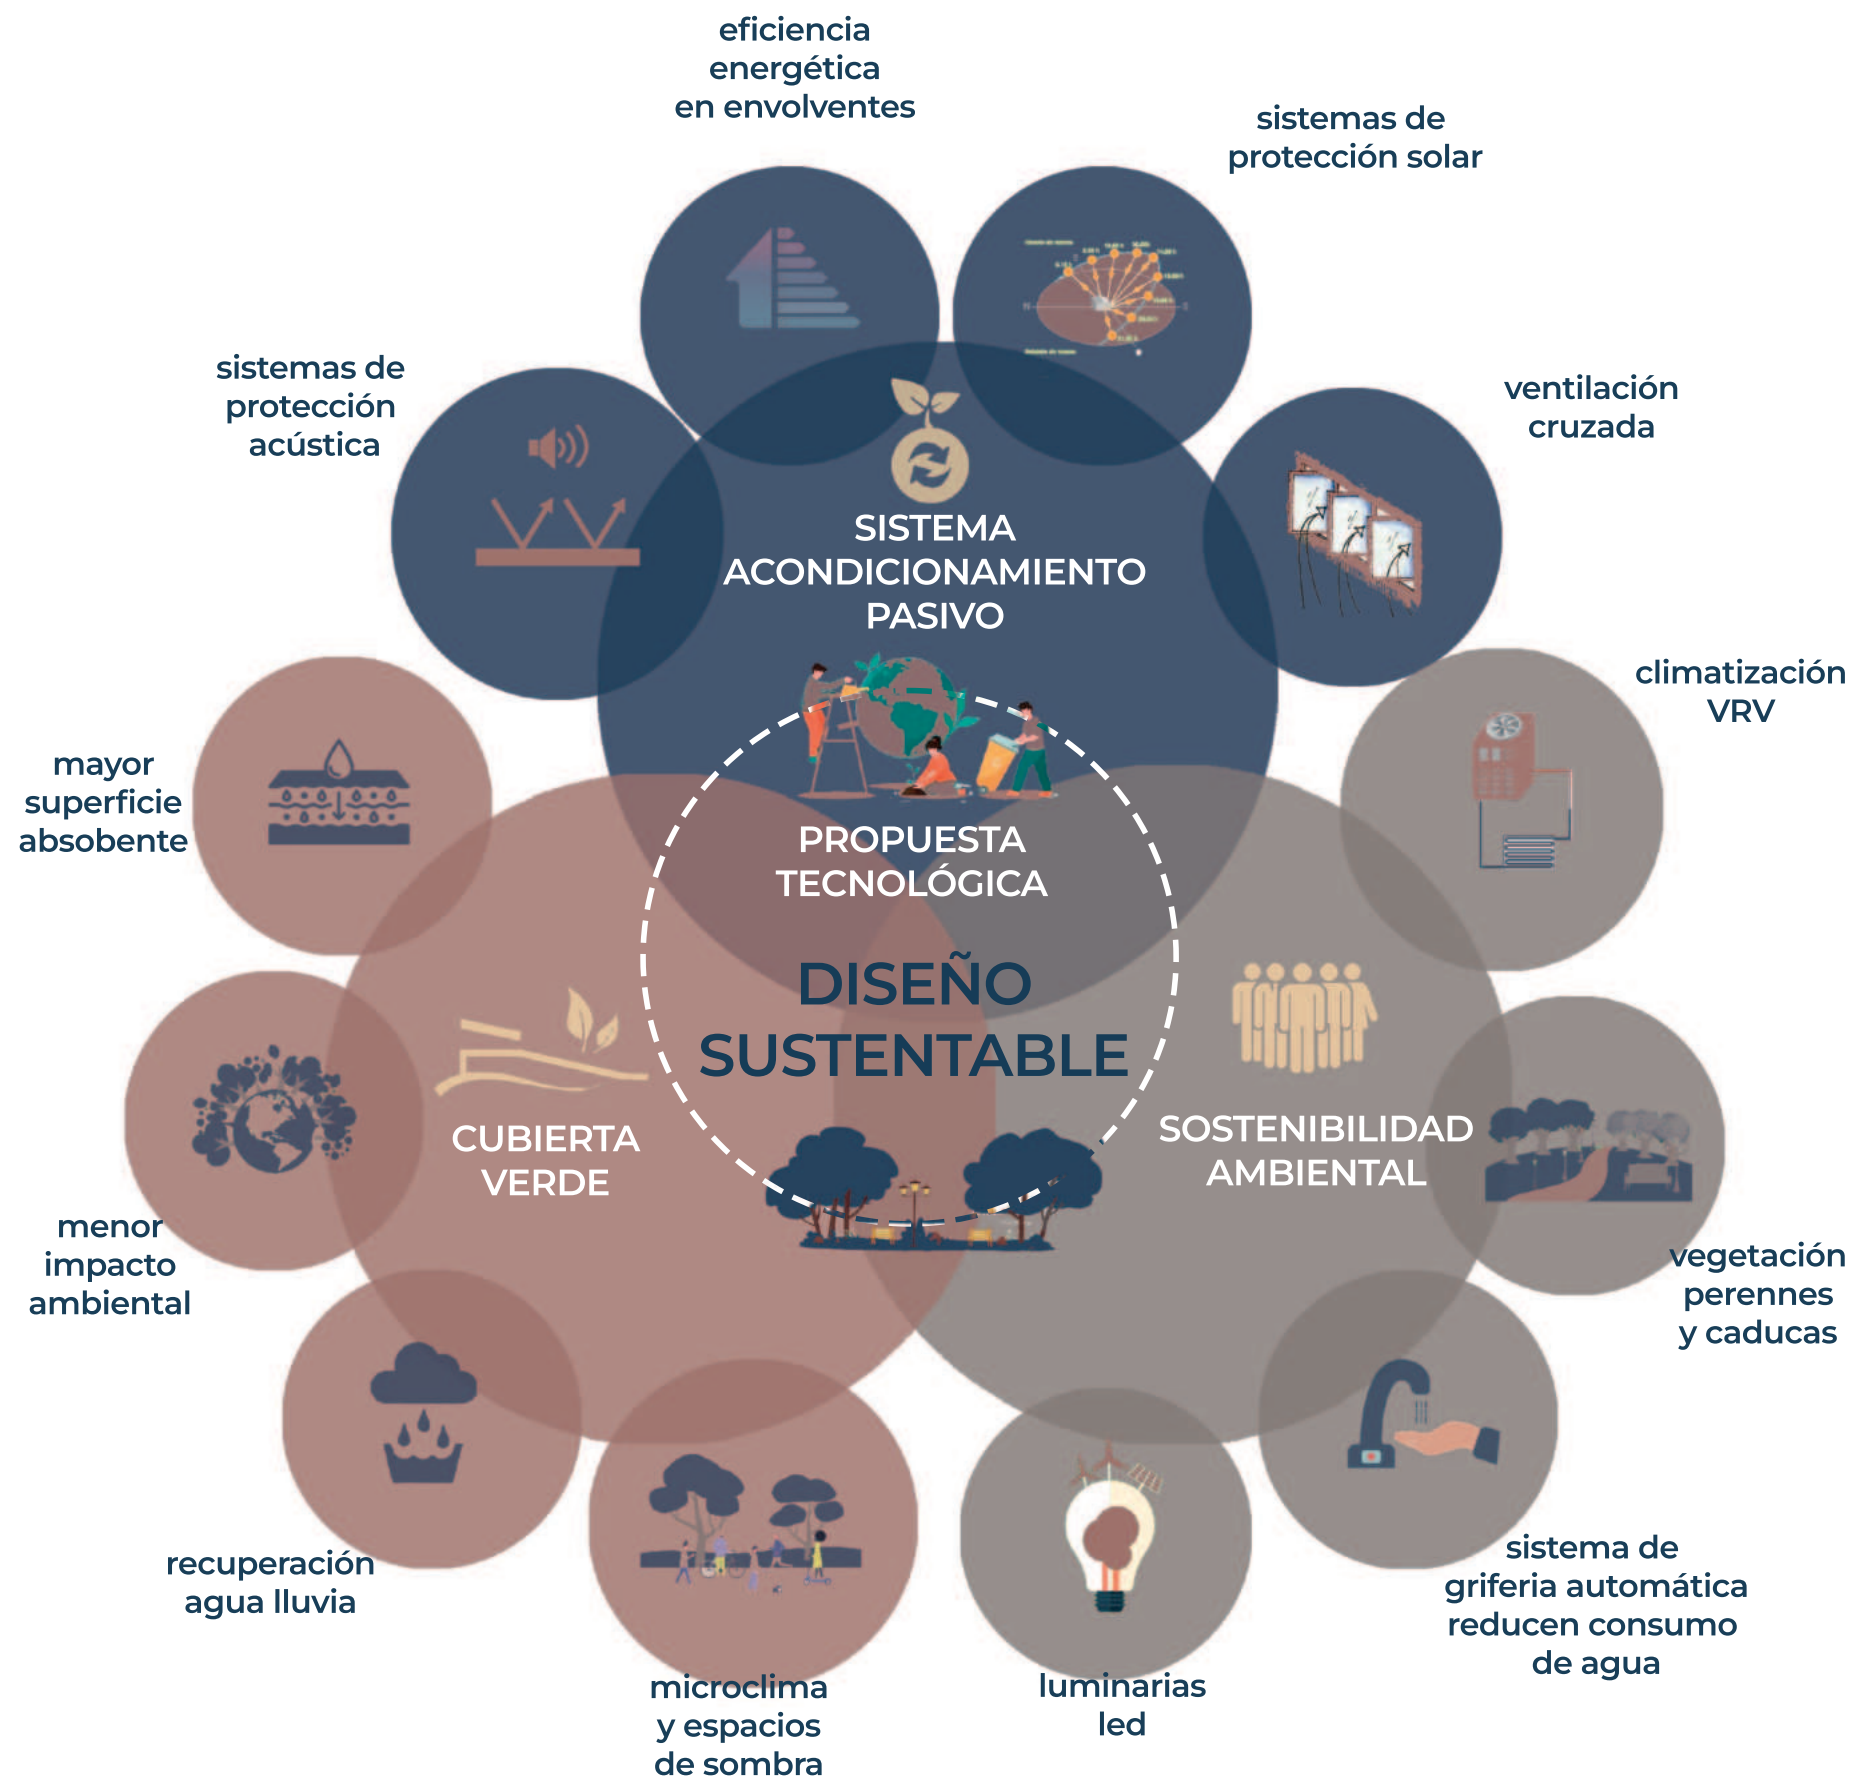 eficiencia
energética
en envolventes
sistemas de
protección solar
sistemas de
protección
acústica
ventilación
cruzada
SISTEMA
ACONDICIONAMIENTO
PASIVO
climatización
VRV
mayor
superficie
absobente
PROPUESTA
TECNOLÓGICA
DISEÑO
SUSTENTABLE
CUBIERTA
VERDE
SOSTENIBILIDAD
AMBIENTAL
menor
impacto
ambiental
vegetación
perennes
y caducas
recuperación
agua lluvia
sistema de
griferia automática
reducen consumo
de agua
microclima
y espacios
de sombra
luminarias
led